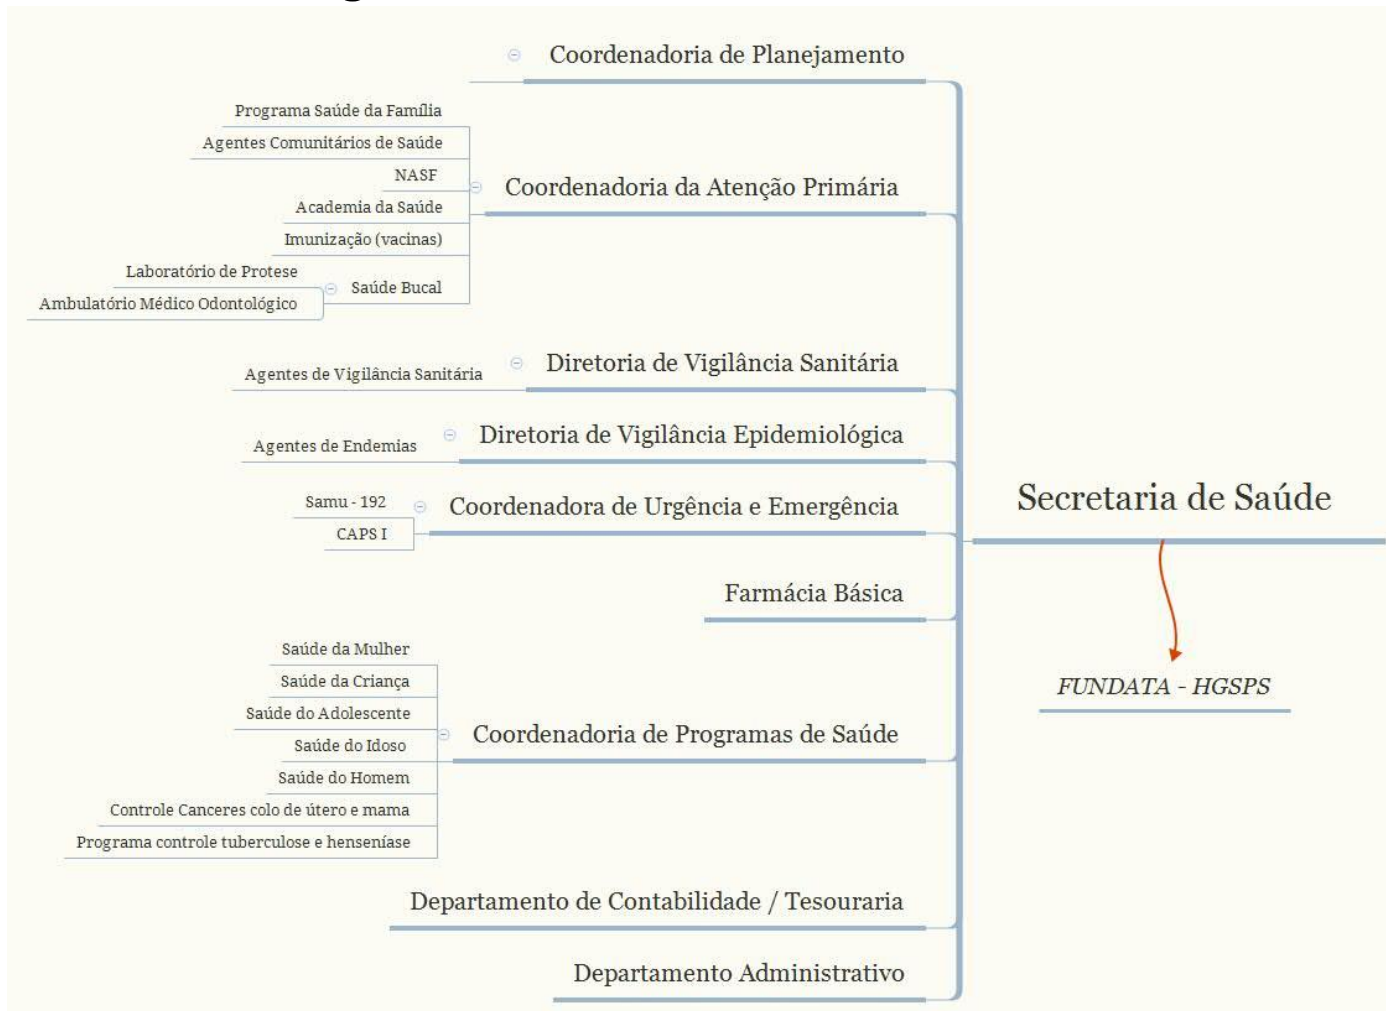 Coordenadoria de Planejamento
Programa Saúde da Família
Agentes Comunitários de Saúde
NASF
Coordenadoria da Atenção Primária
Academia da Saúde
Imunização (vacinas)
Laboratório de Protese
Saúde Bucal
Ambulatório Médico Odontológico
Diretoria de Vigilância Sanitária
Agentes de Vigilância Sanitária
Diretoria de Vigilância Epidemiológica
Agentes de Endemias
Samu - 192
Coordenadora de Urgência e Emergência
CAPS I
Secretaria de Saúde
Farmácia Básica
FUNDATA - HGSPS
Saúde da Mulher
Saúde da Criança
Saúde do Adolescente
Coordenadoria de Programas de Saúde
Saúde do Idoso
Saúde do Homem
Controle Canceres colo de útero e mama
Programa controle tuberculose e henseníase
Departamento de Contabilidade / Tesouraria
Departamento Administrativo